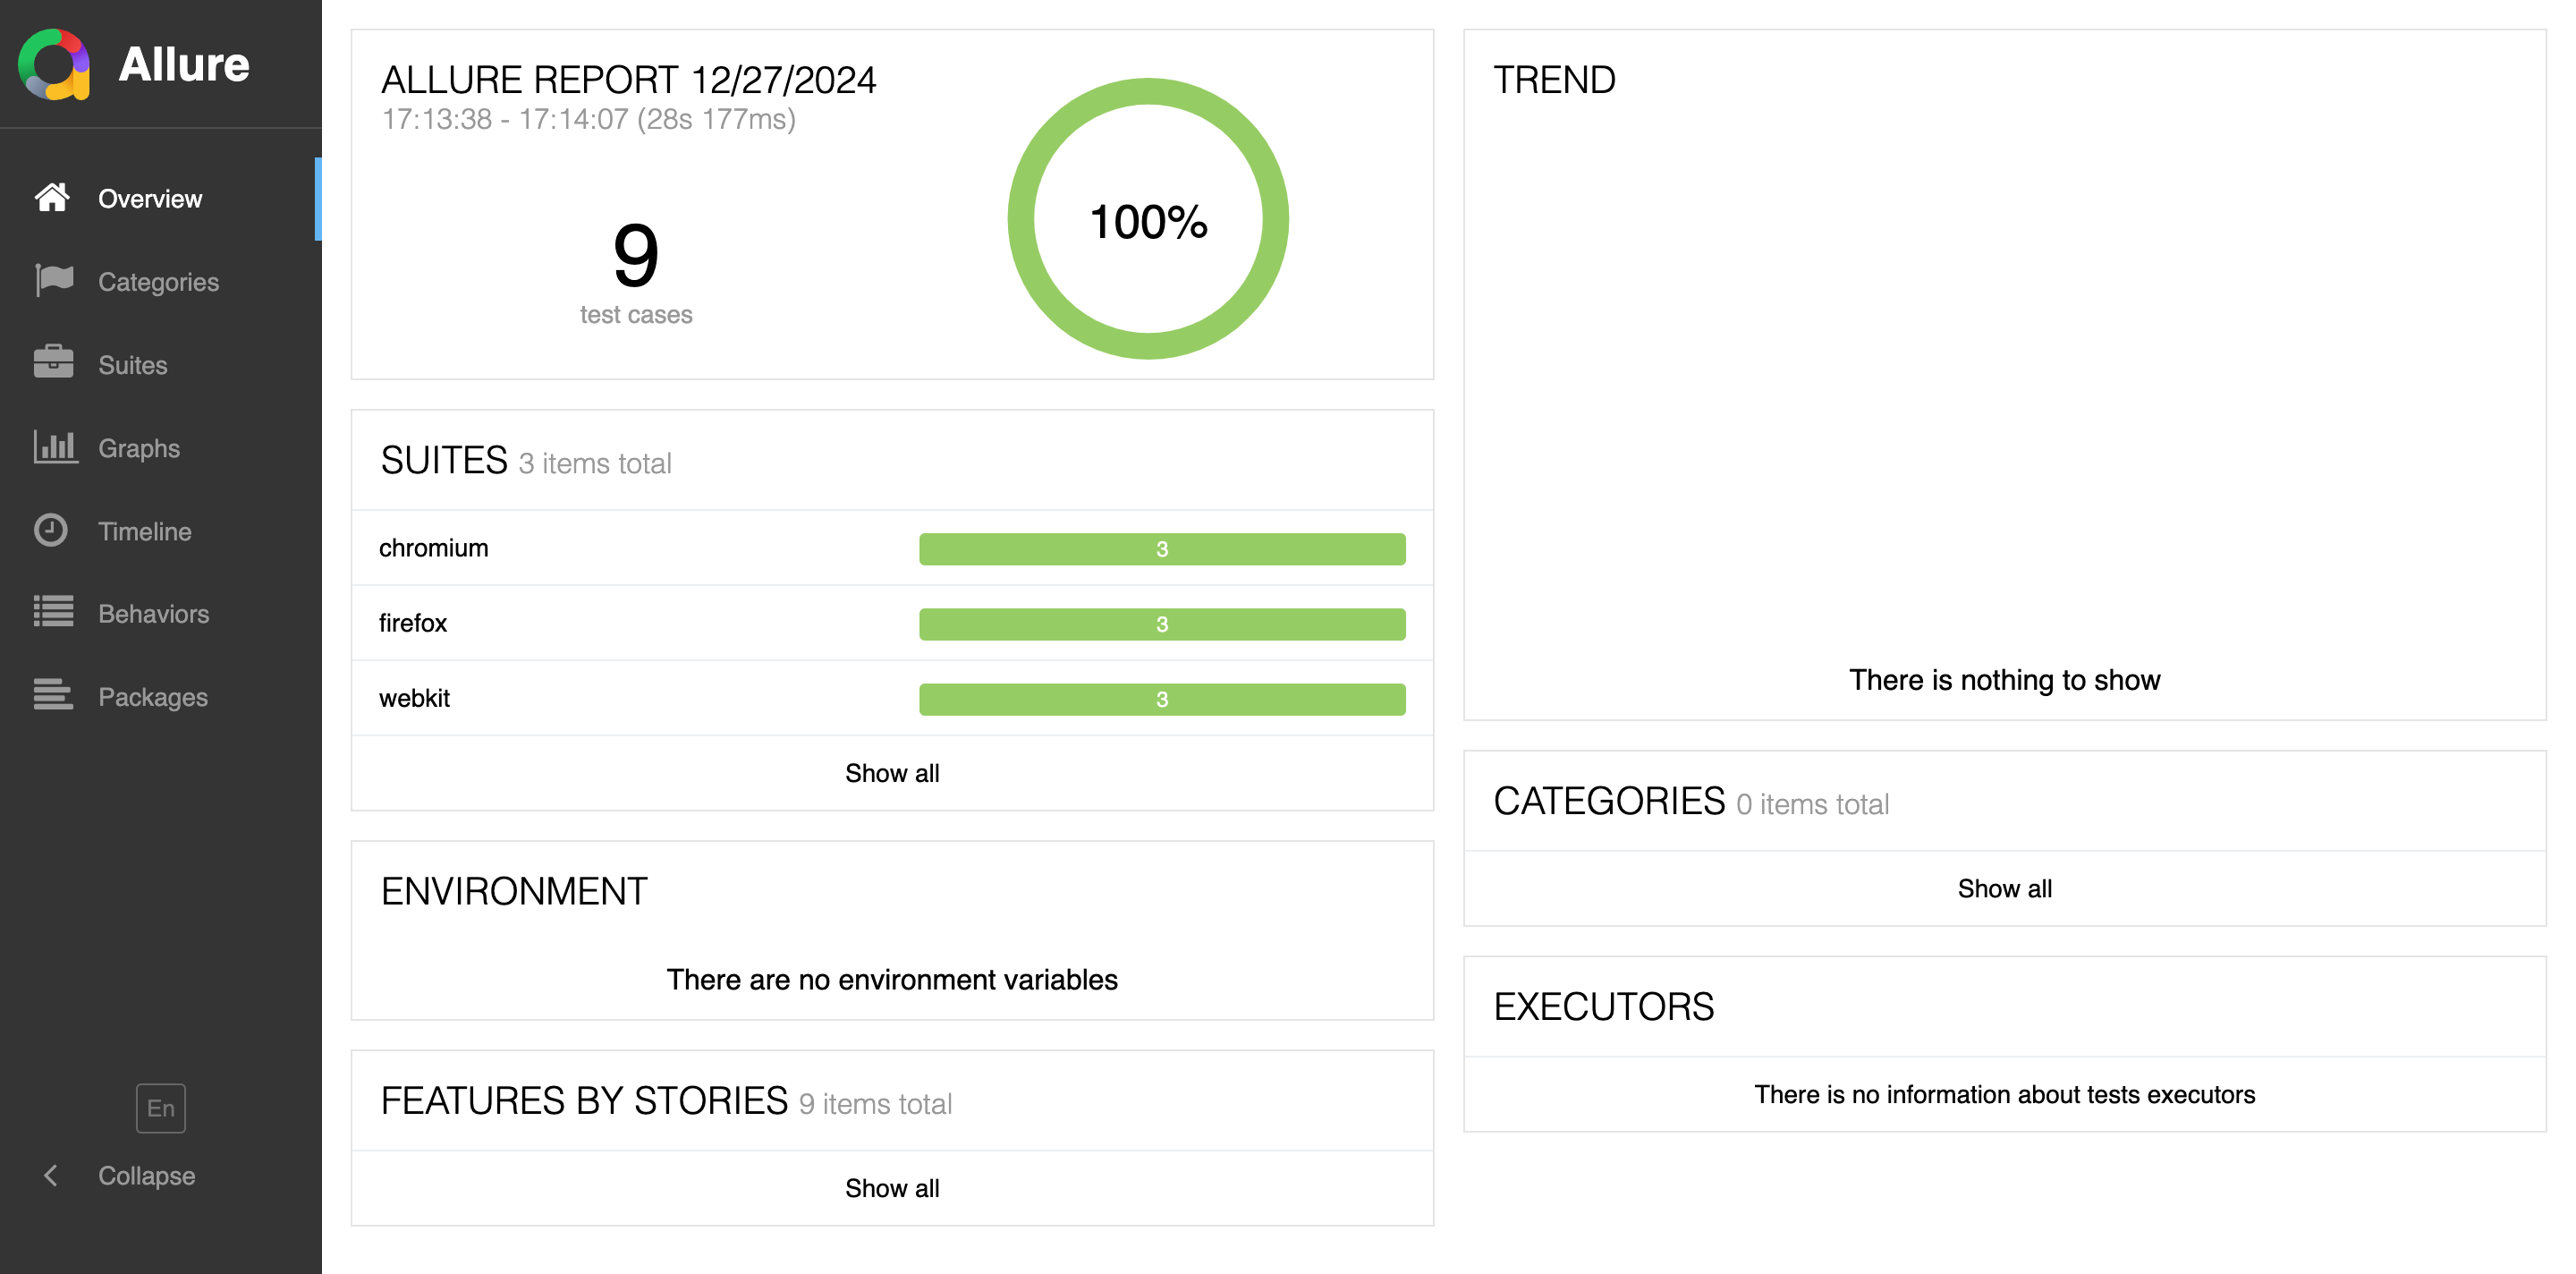 Allure
Overview
Categories
Suites
Graphs
Timeline
Behaviors
Packages
En
Collapse
ALLURE REPORT 12/27/2024
17:13:38 - 17:14:07 (28s 177ms)
9
test cases
100%
SUITES 3 items total
chromium 3
firefox 3
webkit 3
Show all
ENVIRONMENT
There are no environment variables
FEATURES BY STORIES 9 items total
Show all
TREND
There is nothing to show
CATEGORIES 0 items total
Show all
EXECUTORS
There is no information about tests executors